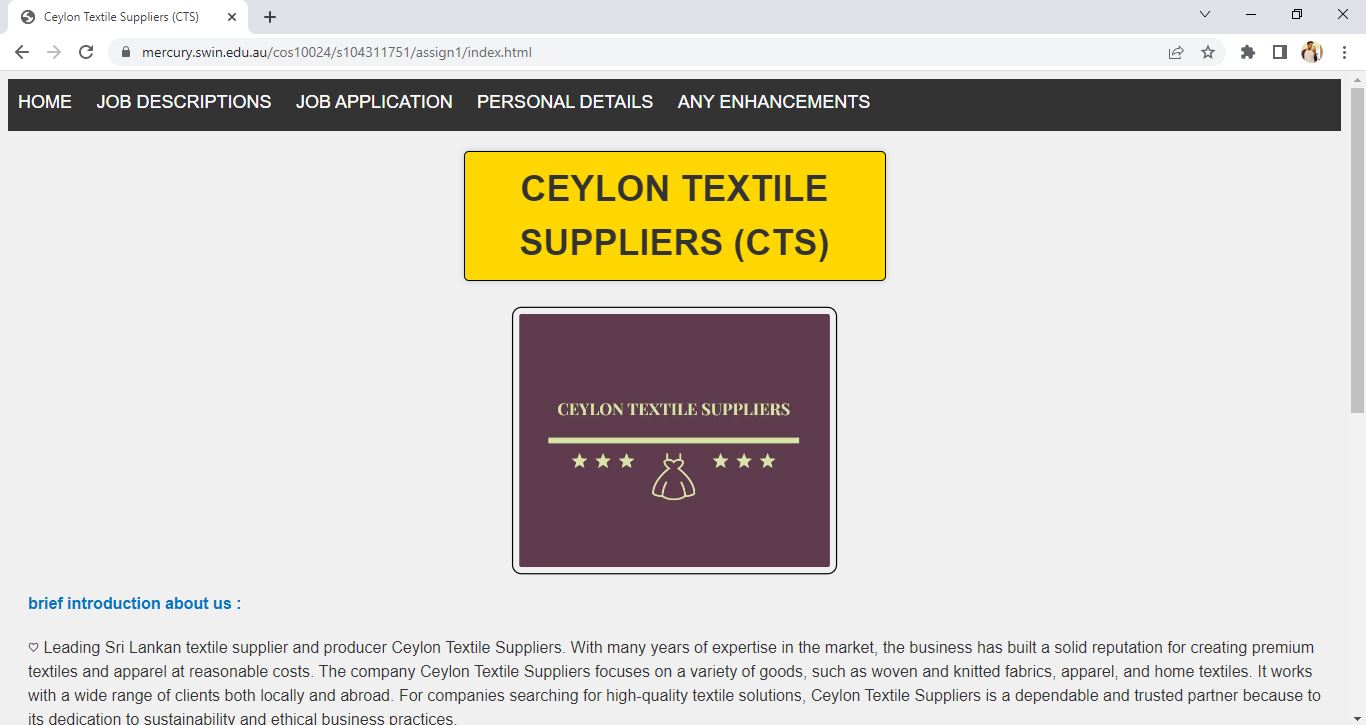 Ceylon Textile Suppliers (CTS)
mercury.swin.edu.au/cos10024/s104311751/assign1/index.html
HOME JOB DESCRIPTIONS JOB APPLICATION PERSONAL DETAILS ANY ENHANCEMENTS
CEYLON TEXTILE
SUPPLIERS (CTS)
CEYLON TEXTILE SUPPLIERS
brief introduction about us :
♡ Leading Sri Lankan textile supplier and producer Ceylon Textile Suppliers. With many years of expertise in the market, the business has built a solid reputation for creating premium
textiles and apparel at reasonable costs. The company Ceylon Textile Suppliers focuses on a variety of goods, such as woven and knitted fabrics, apparel, and home textiles. It works
with a wide range of clients both locally and abroad. For companies searching for high-quality textile solutions, Ceylon Textile Suppliers is a dependable and trusted partner because to
its dedication to sustainability and ethical business practices.